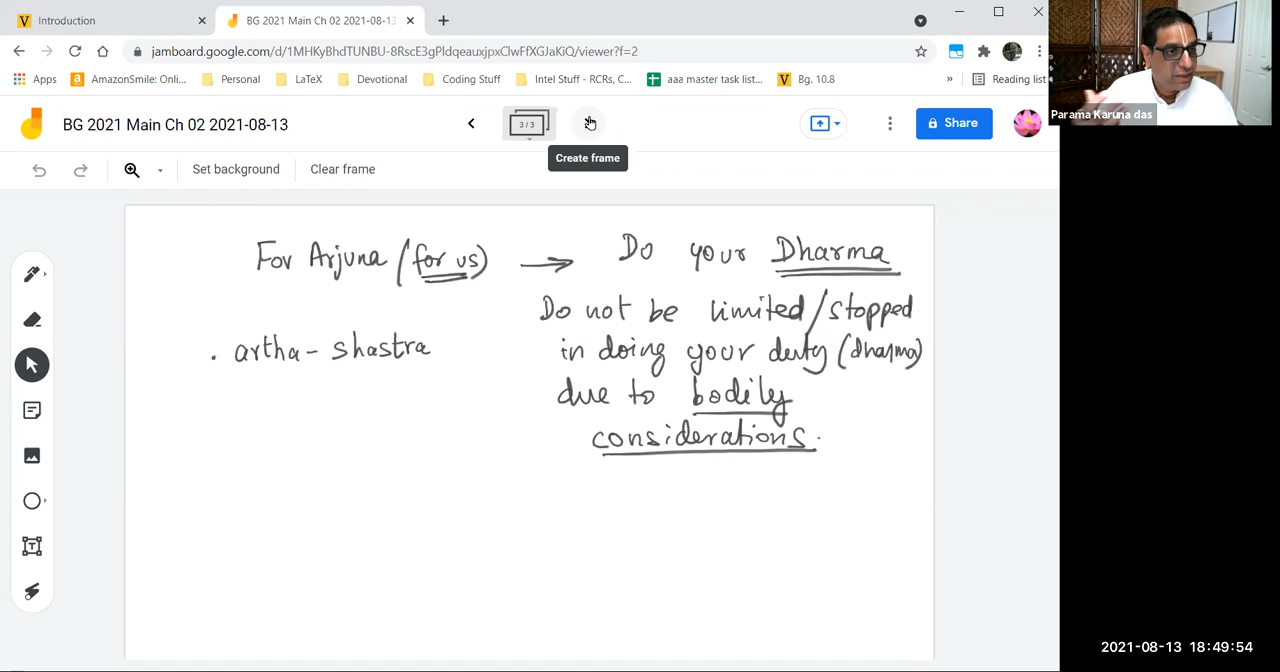 Introduction
BG 2021 Main Ch 02 2021-08-13
jamboard.google.com/d/1MHKyBhdTUNBU-8RscE3gPldqeauxjpxClwFfXGJaKiQ/viewer?f=2
Apps
AmazonSmile: Onli...
Personal
LaTeX
Devotional
Coding Stuff
Intel Stuff - RCRs, C...
aaa master task list...
Bg. 10.8
»
Reading list
Parama Karuna das
BG 2021 Main Ch 02 2021-08-13
3 / 3
Share
Create frame
Set background
Clear frame
For Arjuna (for us) → Do your Dharma
Do not be limited/stopped
. artha - shastra in doing your duty (dharma)
due to bodily
considerations.
2021-08-13 18:49:54